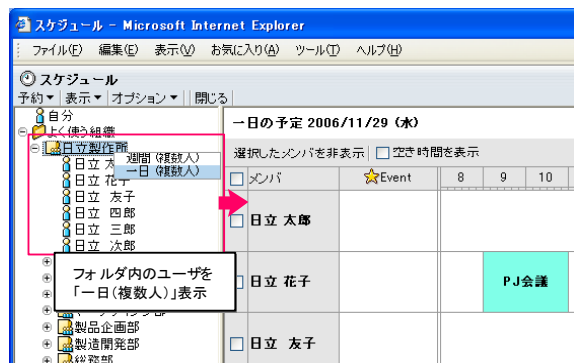 スケジュール - Microsoft Internet Explorer
ファイル(F) 編集(E) 表示(V) お気に入り(A) ツール(T) ヘルプ(H)
スケジュール
予約▼ 表示▼ オプション▼ 閉じる
自分
よく使う組織
日立製作所
週間 (複数人)
一日 (複数人)
日立 太
日立 花子
日立 友子
日立 四郎
日立 三郎
日立 次郎
フォルダ内のユーザを
「一日(複数人)」表示
製品企画部
製造開発部
総務部
一日の予定 2006/11/29 (水)
選択したメンバを非表示 空き時間を表示
メンバ Event 8 9 10
日立 太郎
日立 花子 PJ会議
日立 友子